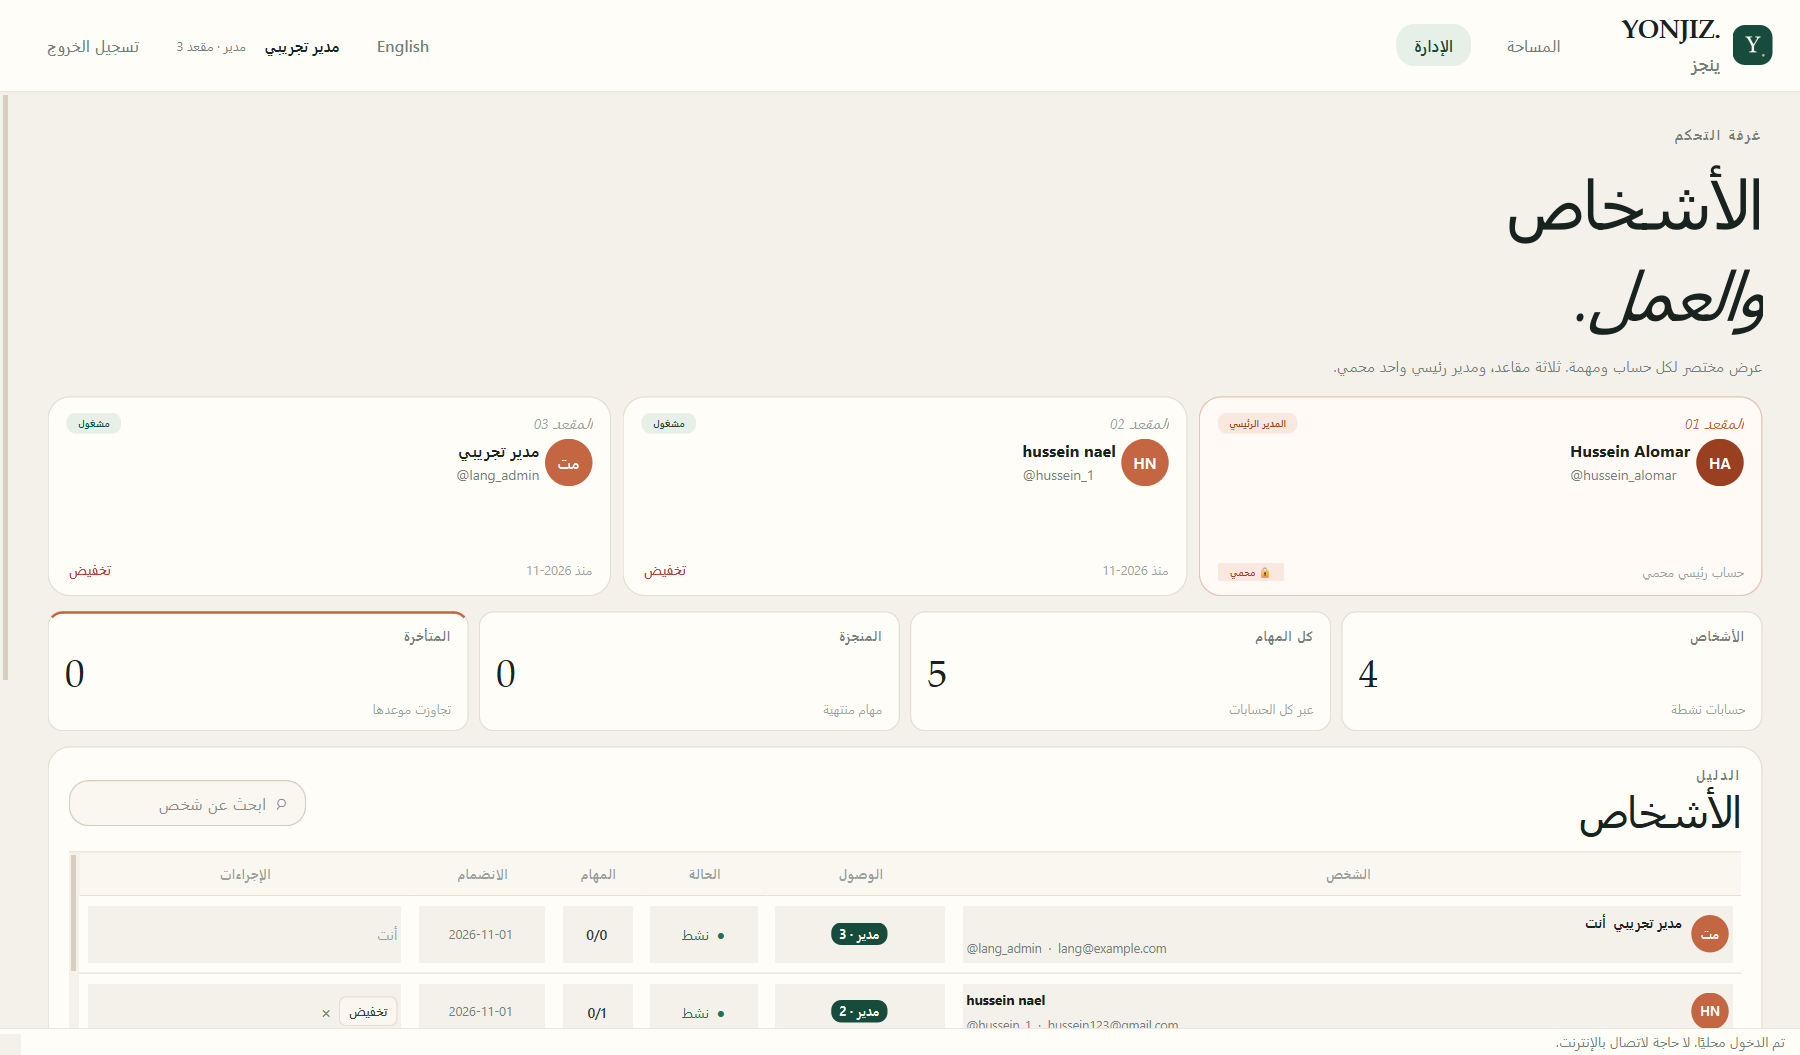 Y.
YONJIZ.
ينجز
المساحة
الإدارة
English
مدير تجريبي
مدير · مقعد 3
تسجيل الخروج
غرفة التحكم
الأشخاص
والعمل.
عرض مختصر لكل حساب ومهمة. ثلاثة مقاعد، ومدير رئيسي واحد محمي.
المقعد 01
المدير الرئيسي
HA
Hussein Alomar
@hussein_alomar
حساب رئيسي محمي
🔒 محمي
المقعد 02
مشغول
HN
hussein nael
@hussein_1
منذ 2026-11
تخفيض
المقعد 03
مشغول
مت
مدير تجريبي
@lang_admin
منذ 2026-11
تخفيض
الأشخاص
4
حسابات نشطة
كل المهام
5
عبر كل الحسابات
المنجزة
0
مهام منتهية
المتأخرة
0
تجاوزت موعدها
الدليل
الأشخاص
ابحث عن شخص
الشخص
الوصول
الحالة
المهام
الانضمام
الإجراءات
مت
مدير تجريبي أنت
@lang_admin · lang@example.com
مدير · 3
نشط
0/0
2026-11-01
أنت
HN
hussein nael
@hussein_1 · hussein123@gmail.com
مدير · 2
نشط
0/1
2026-11-01
تخفيض
×
تم الدخول محليًا. لا حاجة لاتصال بالإنترنت.